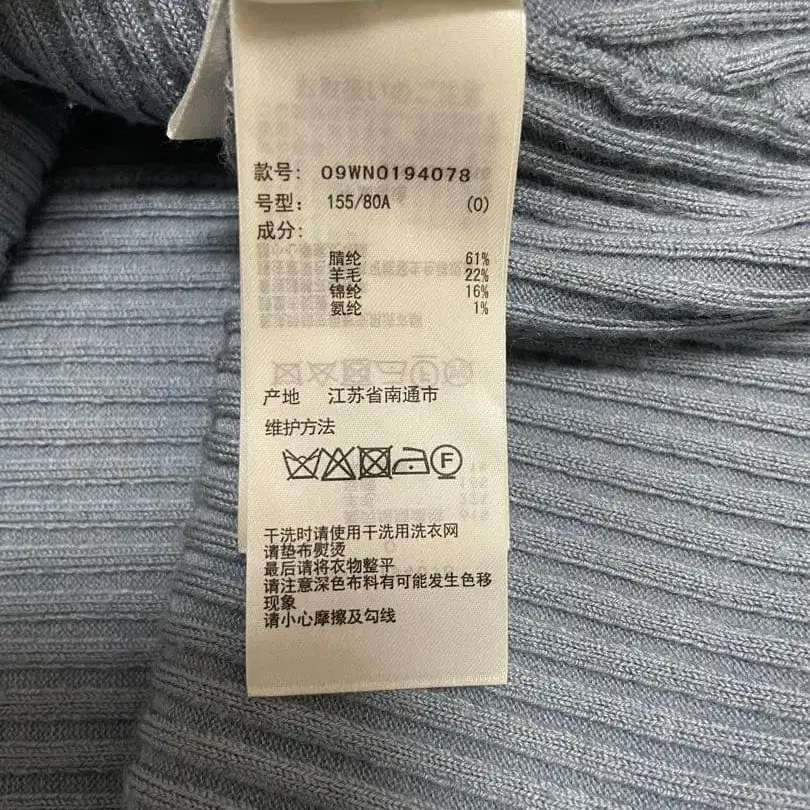 款号: 09WN0194078
号型: 155/80A (0)
成分:
腈纶 61%
羊毛 22%
锦纶 16%
氨纶 1%
产地 江苏省南通市
维护方法
F
干洗时请使用干洗用洗衣网
请垫布熨烫
最后请将衣物整平
请注意深色布料有可能发生色移
现象
请小心摩擦及勾线